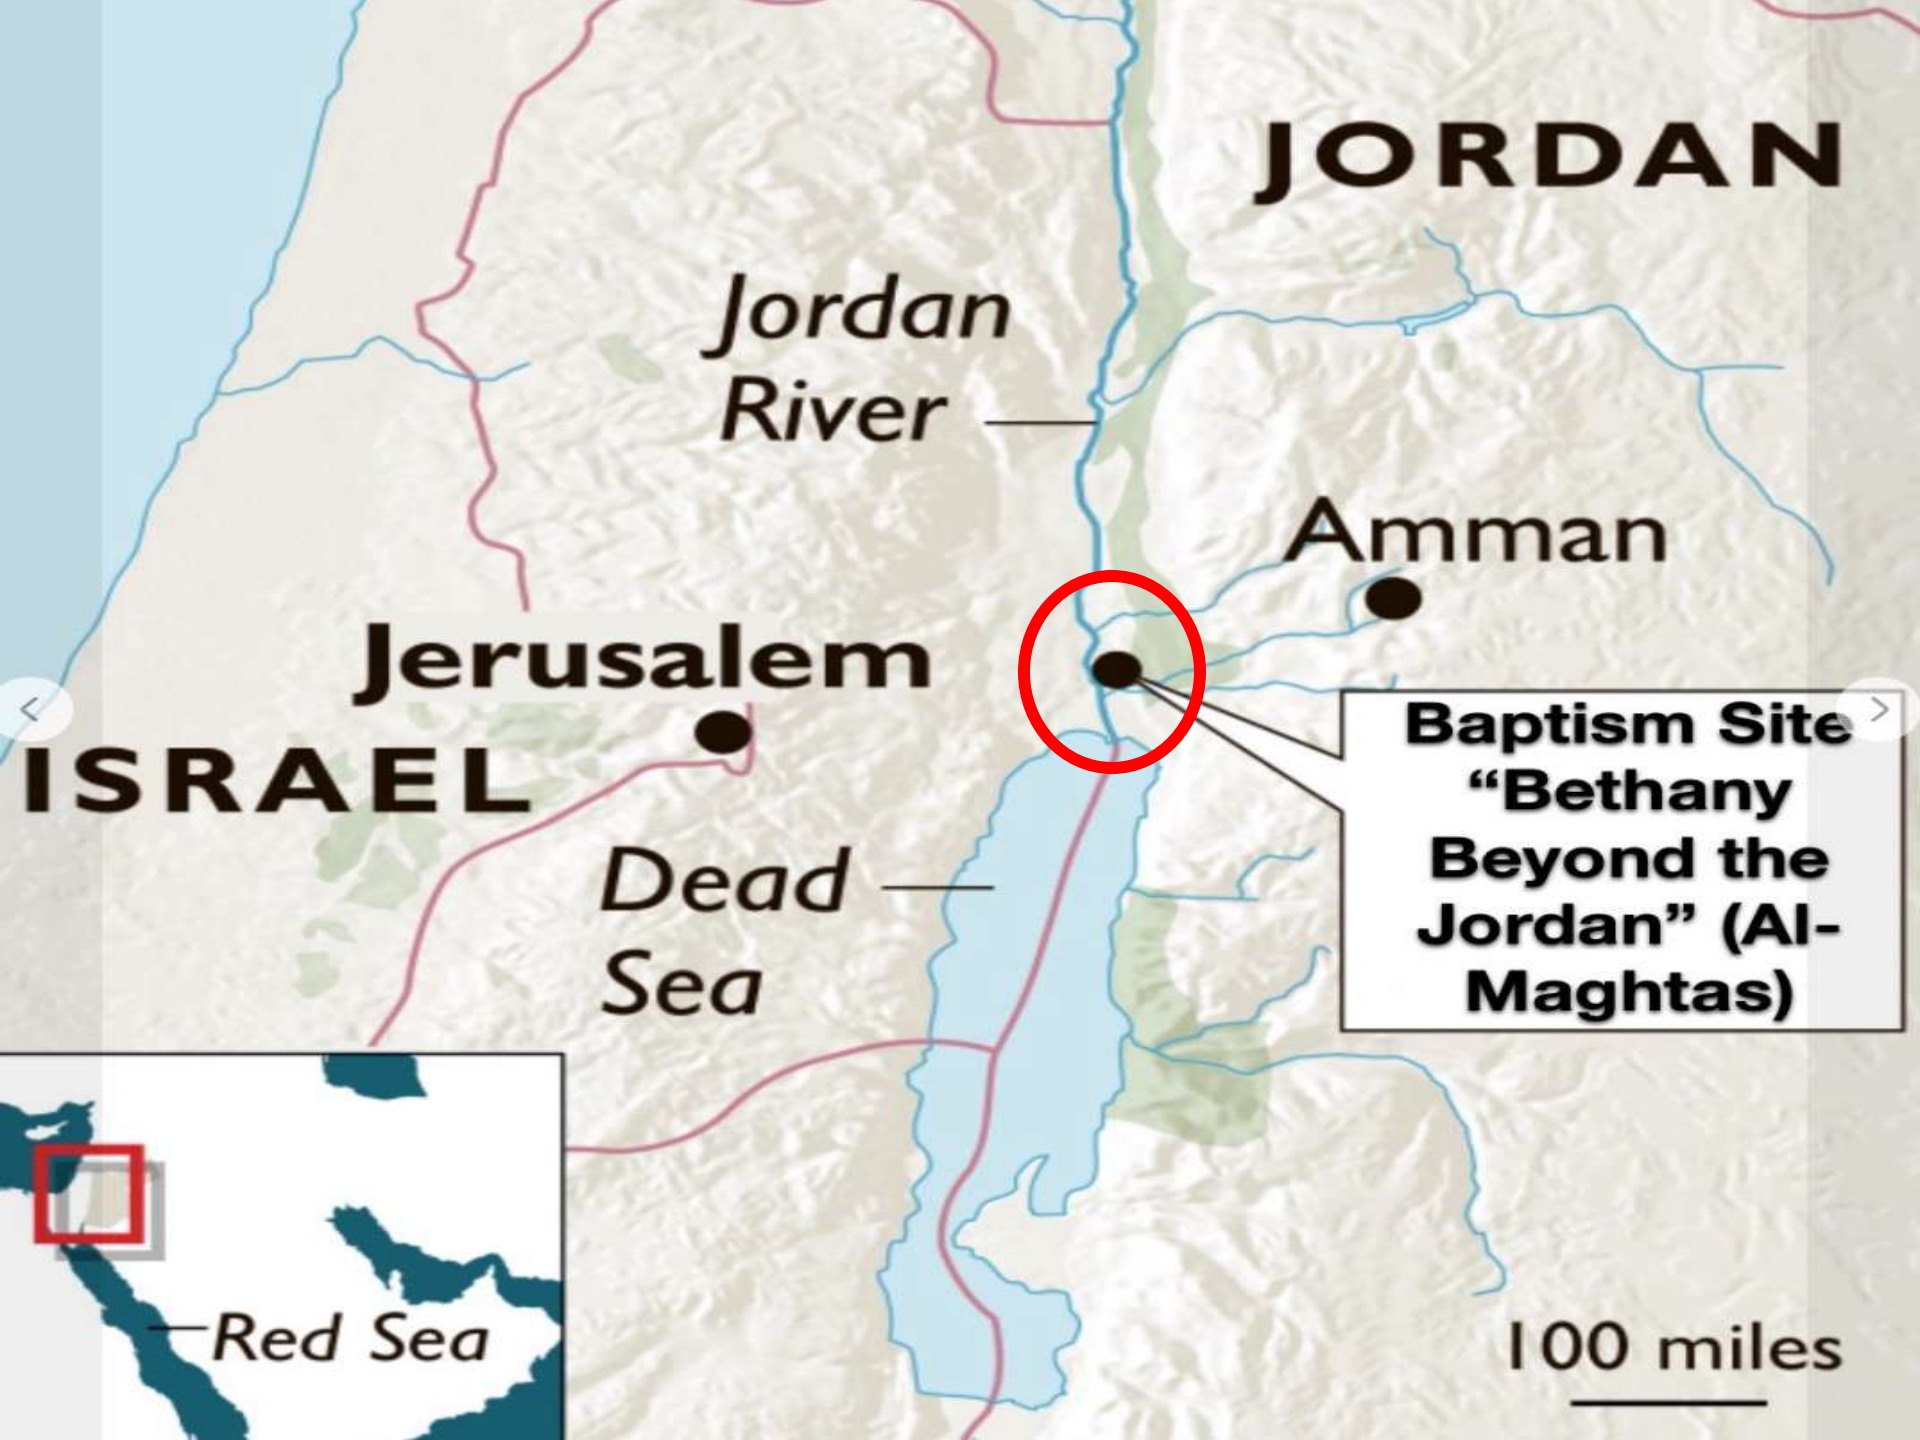 JORDAN
Jordan
River
Amman
Jerusalem
ISRAEL
Baptism Site
“Bethany
Beyond the
Jordan” (Al-
Maghtas)
Dead
Sea
Red Sea
100 miles